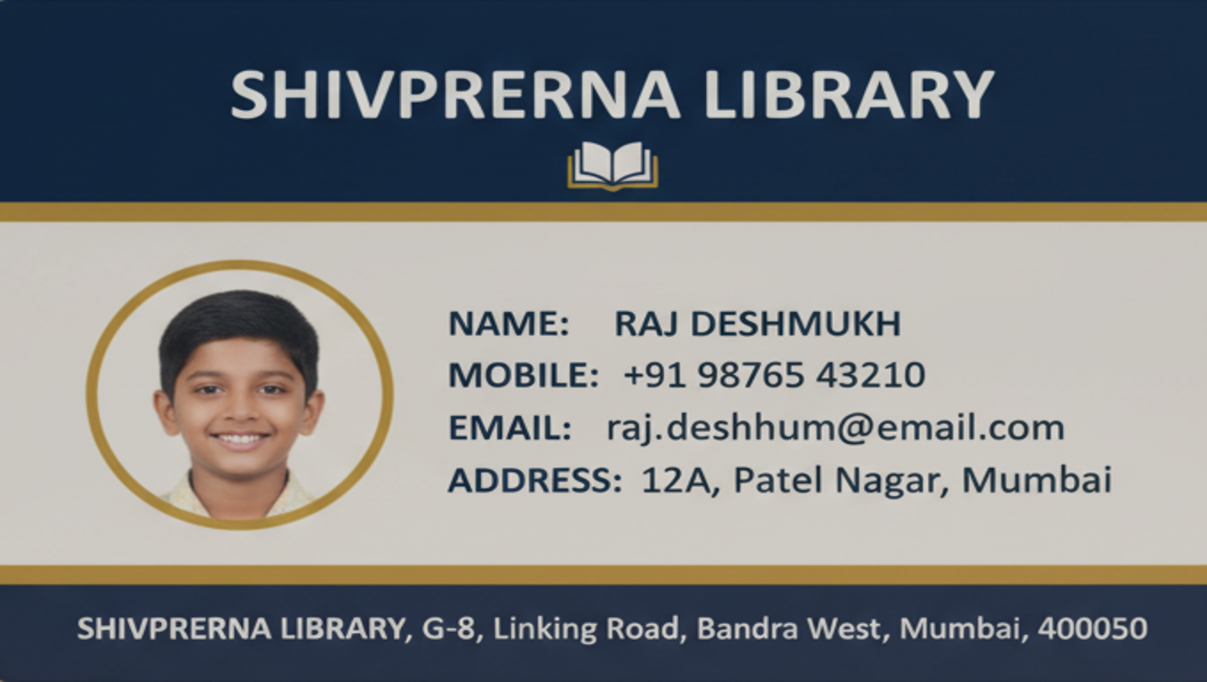 SHIVPRERNA LIBRARY
NAME: RAJ DESHMUKH
MOBILE: +91 98765 43210
EMAIL: raj.deshhum@email.com
ADDRESS: 12A, Patel Nagar, Mumbai
SHIVPRERNA LIBRARY, G-8, Linking Road, Bandra West, Mumbai, 400050